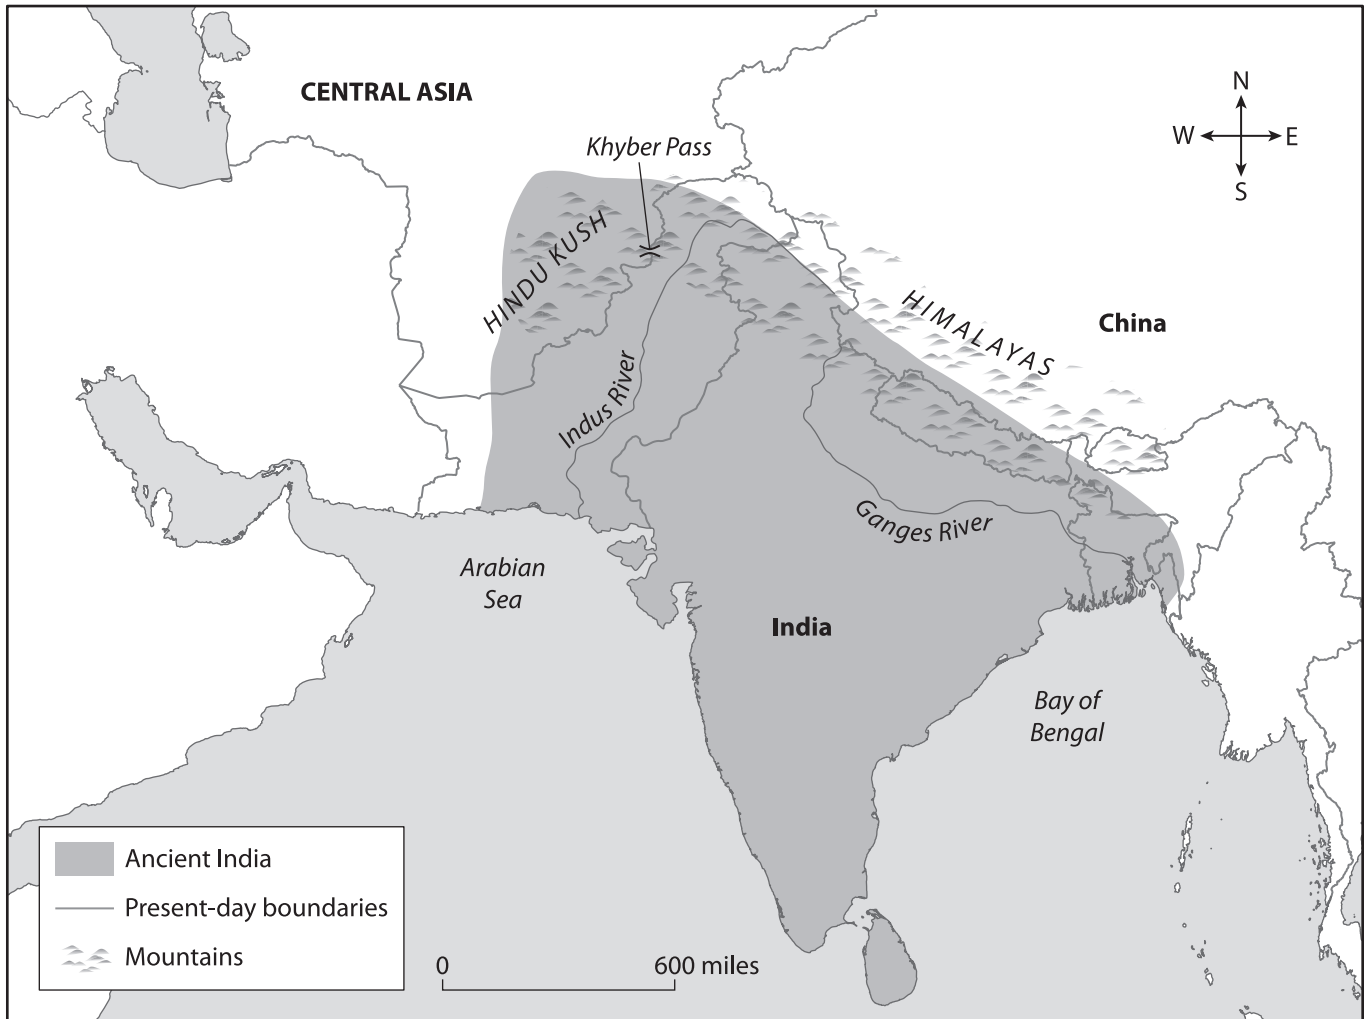 CENTRAL ASIA
N
W E
S
Khyber Pass
HINDU KUSH
HIMALAYAS
China
Indus River
Ganges River
Arabian
Sea
India
Bay of
Bengal
Ancient India
Present-day boundaries
Mountains
0 600 miles